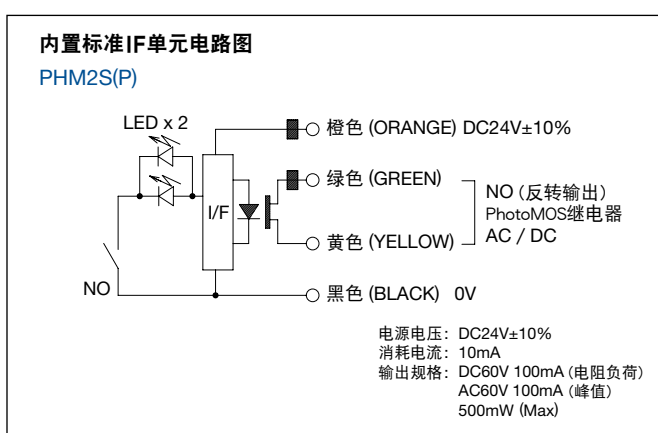 内置标准IF单元电路图
PHM2S(P)
LED x 2
橙色 (ORANGE) DC24V±10%
绿色 (GREEN)
I/F
NO (反转输出)
PhotoMOS继电器
AC / DC
黄色 (YELLOW)
NO
黑色 (BLACK) 0V
电源电压：DC24V±10%
消耗电流：10mA
输出规格：DC60V 100mA (电阻负荷)
AC60V 100mA (峰值)
500mW (Max)